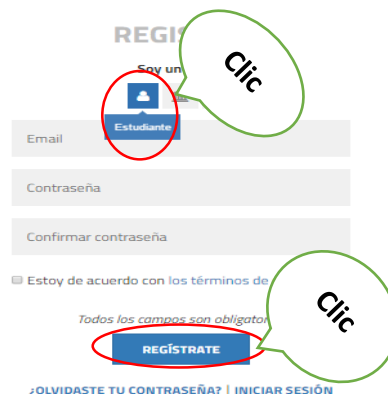 REGIS
Clic
Soy un
Estudiante
Email
Contraseña
Confirmar contraseña
Estoy de acuerdo con los términos de
Todos los campos son obligator
Clic
REGÍSTRATE
¿OLVIDASTE TU CONTRASEÑA? | INICIAR SESIÓN